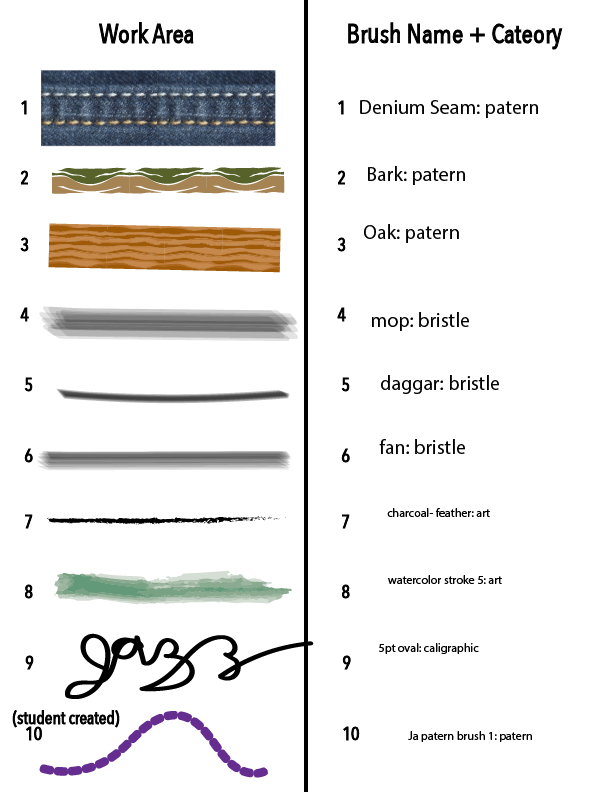 Work Area
Brush Name + Cateory
1
1 Denium Seam: patern
2
2 Bark: patern
3
3 Oak: patern
4
4 mop: bristle
5
5 daggar: bristle
6
6 fan: bristle
7
7 charcoal- feather: art
8
8 watercolor stroke 5: art
9 jazz
9 5pt oval: caligraphic
(student created)
10
10 Ja patern brush 1: patern